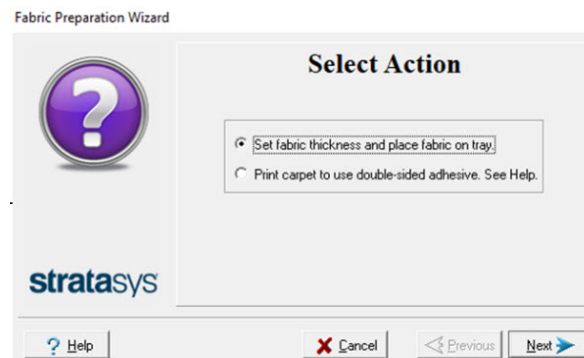 Fabric Preparation Wizard
Select Action
Set fabric thickness and place fabric on tray.
Print carpet to use double-sided adhesive. See Help.
stratasys
? Help
Cancel
Previous
Next